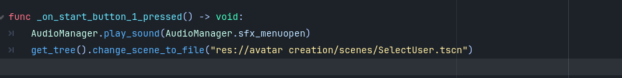 func _on_start_button_1_pressed() -> void:
	AudioManager.play_sound(AudioManager.sfx_menuopen)
	get_tree().change_scene_to_file("res://avatar creation/scenes/SelectUser.tscn")